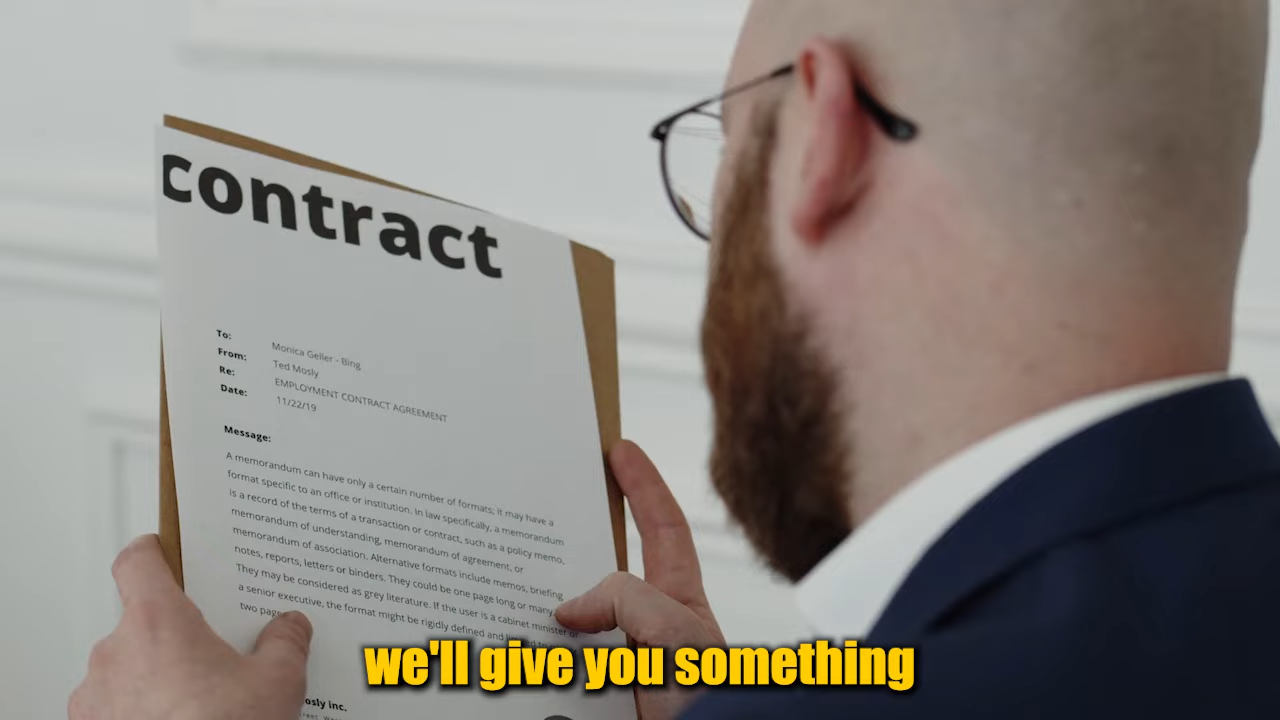 contract
To:
Monica Geller - Bing
From:
Ted Mosly
Re:
EMPLOYMENT CONTRACT AGREEMENT
Date:
11/22/19
Message:
A memorandum can have only a certain number of formats; it may have a
format specific to an office or institution. In law specifically, a memorandum
is a record of the terms of a transaction or contract, such as a policy memo,
memorandum of understanding, memorandum of agreement, or
memorandum of association. Alternative formats include memos, briefing
notes, reports, letters or binders. They could be one page long or many.
They may be considered as grey literature. If the user is a cabinet minister or
a senior executive, the format might be rigidly defined and
two pages
osly inc.
we'll give you something